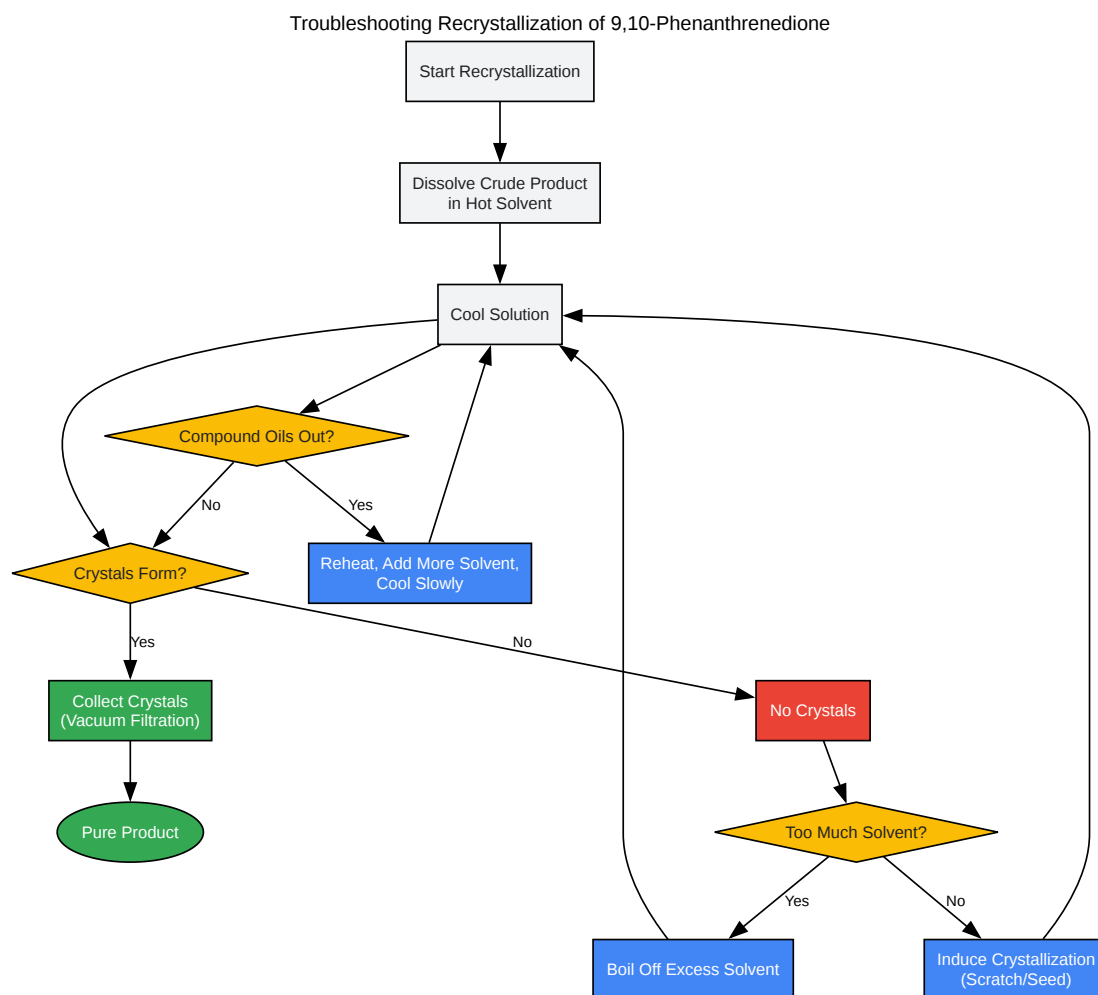 Troubleshooting Recrystallization of 9,10-Phenanthrenedione
Start Recrystallization
Dissolve Crude Product
in Hot Solvent
Cool Solution
Compound Oils Out?
No
Yes
Reheat, Add More Solvent,
Cool Slowly
Crystals Form?
Yes
No
Collect Crystals
(Vacuum Filtration)
No Crystals
Pure Product
Too Much Solvent?
Yes
No
Boil Off Excess Solvent
Induce Crystallization
(Scratch/Seed)